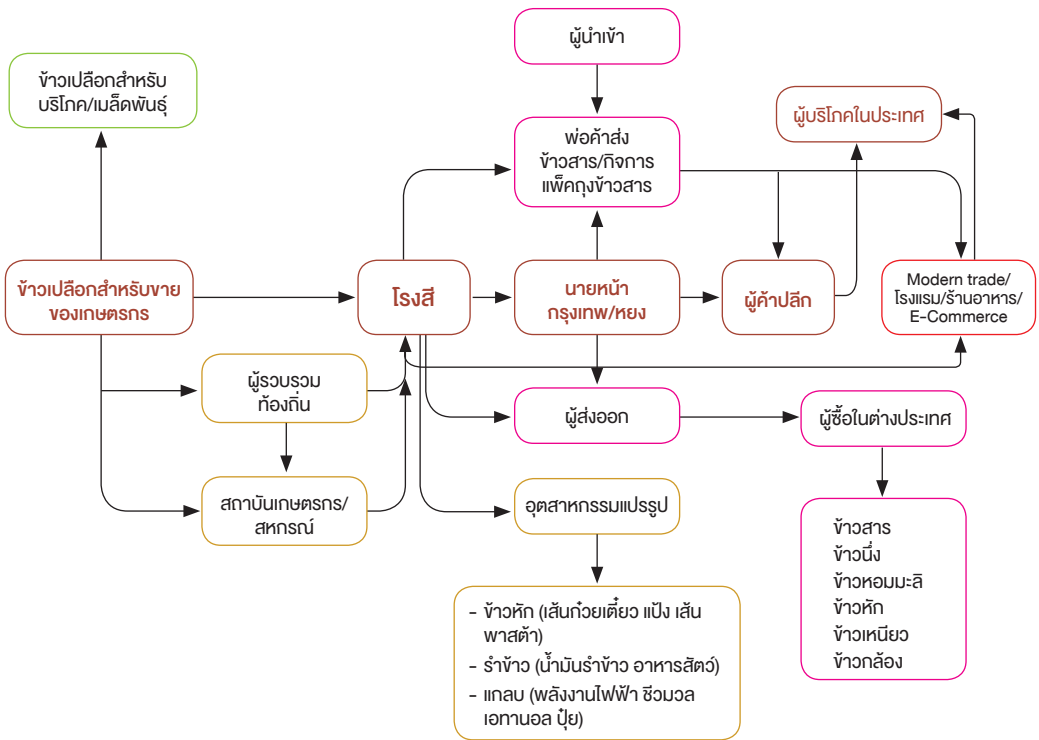 ผู้นำเข้า
ข้าวเปลือกสำหรับ
บริโภค/เมล็ดพันธุ์
ผู้บริโภคในประเทศ
พ่อค้าส่ง
ข้าวสาร/กิจการ
แพ็คถุงข้าวสาร
ข้าวเปลือกสำหรับขาย
ของเกษตรกร
โรงสี
นายหน้า
กรุงเทพ/หยง
ผู้ค้าปลีก
Modern trade/
โรงแรม/ร้านอาหาร/
E-Commerce
ผู้รวบรวม
ท้องถิ่น
ผู้ส่งออก
ผู้ซื้อในต่างประเทศ
สถาบันเกษตรกร/
สหกรณ์
อุตสาหกรรมแปรรูป
ข้าวสาร
ข้าวนึ่ง
ข้าวหอมมะลิ
ข้าวหัก
ข้าวเหนียว
ข้าวกล้อง
- ข้าวหัก (เส้นก๋วยเตี๋ยว แป้ง เส้น
พาสต้า)
- รำข้าว (น้ำมันรำข้าว อาหารสัตว์)
- แกลบ (พลังงานไฟฟ้า ชีวมวล
เอทานอล ปุ๋ย)